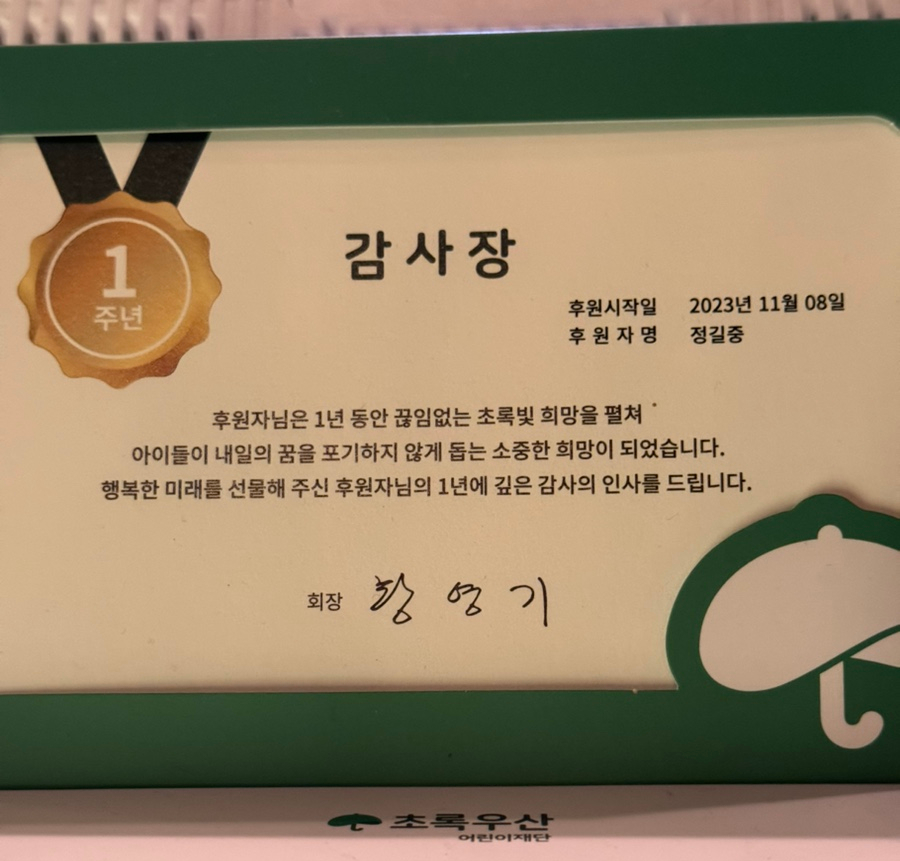 1
주년
감사장
후원시작일 2023년 11월 08일
후원자명 정길중
후원자님은 1년 동안 끊임없는 초록빛 희망을 펼쳐
아이들이 내일의 꿈을 포기하지 않게 돕는 소중한 희망이 되었습니다.
행복한 미래를 선물해 주신 후원자님의 1년에 깊은 감사의 인사를 드립니다.
회장 황영기
초록우산
어린이재단